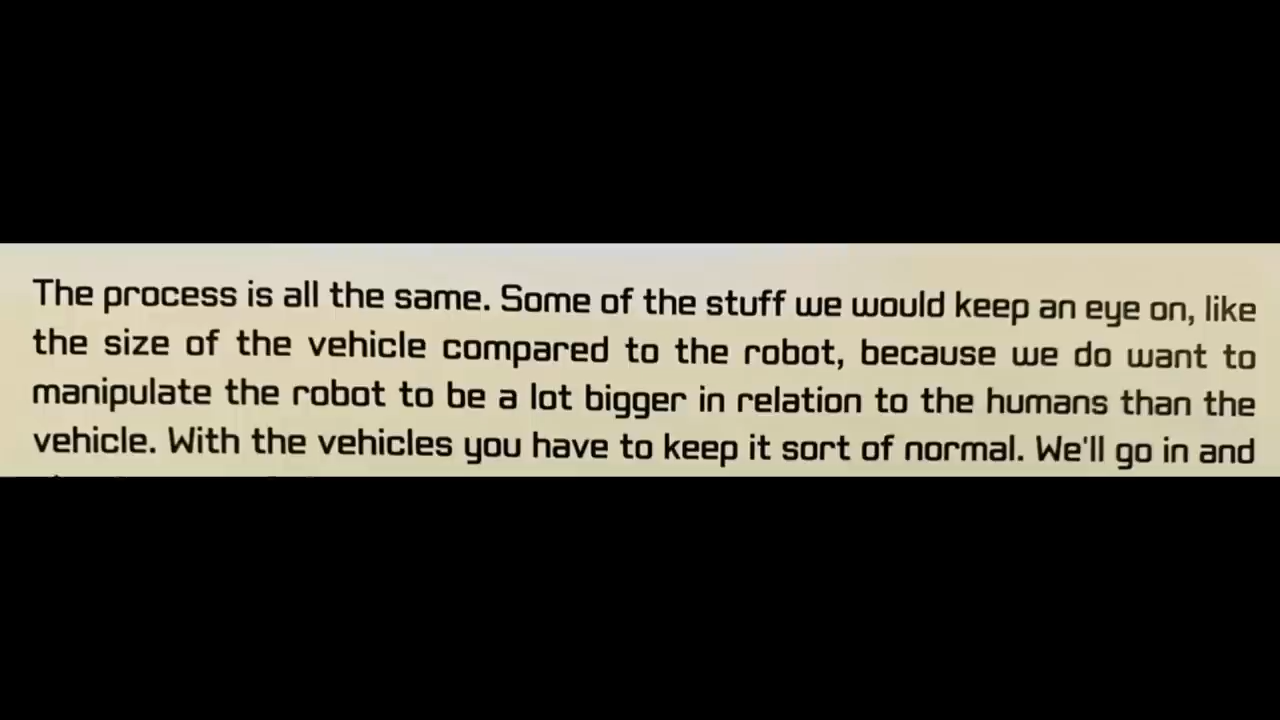 The process is all the same. Some of the stuff we would keep an eye on, like
the size of the vehicle compared to the robot, because we do want to
manipulate the robot to be a lot bigger in relation to the humans than the
vehicle. With the vehicles you have to keep it sort of normal. We'll go in and